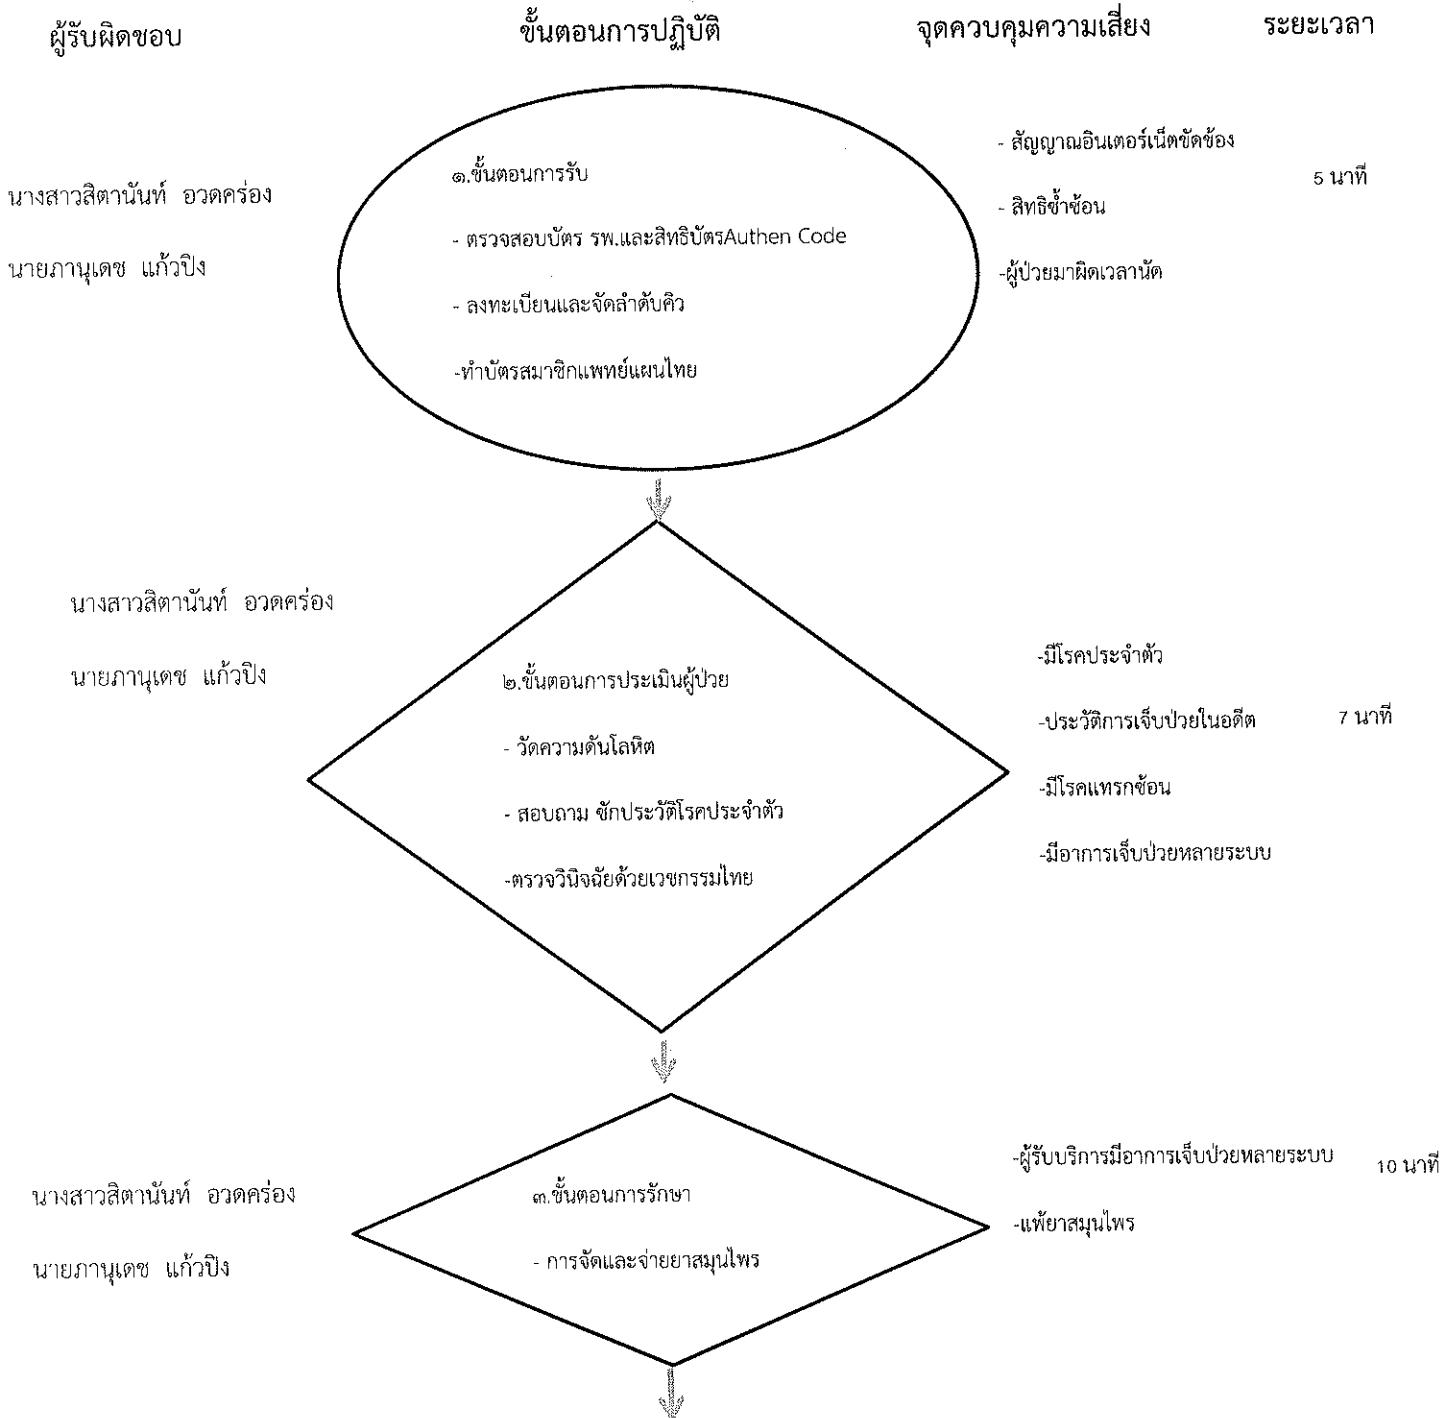 ผู้รับผิดชอบ ขั้นตอนการปฏิบัติ จุดควบคุมความเสี่ยง ระยะเวลา
๑.ขั้นตอนการรับ
- ตรวจสอบบัตร รพ.และสิทธิบัตรAuthen Code
- ลงทะเบียนและจัดลำดับคิว
-ทำบัตรสมาชิกแพทย์แผนไทย
นางสาวสิตานันท์ อวดคร่อง
นายภานุเดช แก้วปิง
- สัญญาณอินเตอร์เน็ตขัดข้อง
- สิทธิซ้ำซ้อน
-ผู้ป่วยมาผิดเวลานัด
5 นาที
นางสาวสิตานันท์ อวดคร่อง
นายภานุเดช แก้วปิง
๒.ขั้นตอนการประเมินผู้ป่วย
- วัดความดันโลหิต
- สอบถาม ซักประวัติโรคประจำตัว
-ตรวจวินิจฉัยด้วยเวชกรรมไทย
-มีโรคประจำตัว
-ประวัติการเจ็บป่วยในอดีต
-มีโรคแทรกซ้อน
-มีอาการเจ็บป่วยหลายระบบ
7 นาที
นางสาวสิตานันท์ อวดคร่อง
นายภานุเดช แก้วปิง
๓.ขั้นตอนการรักษา
- การจัดและจ่ายยาสมุนไพร
-ผู้รับบริการมีอาการเจ็บป่วยหลายระบบ
-แพ้ยาสมุนไพร
10 นาที